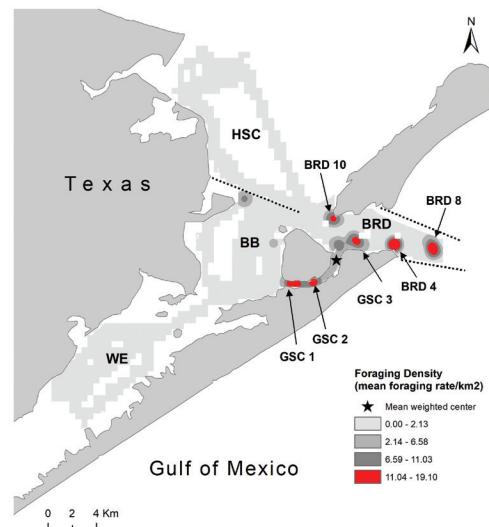 N
HSC
Texas
BRD 10
BRD
BRD 8
BB
GSC 3
BRD 4
GSC 1
GSC 2
WE
Foraging Density
(mean foraging rate/km2)
Mean weighted center
0.00 - 2.13
2.14 - 6.58
6.59 - 11.03
11.04 - 19.10
Gulf of Mexico
0 2 4 Km